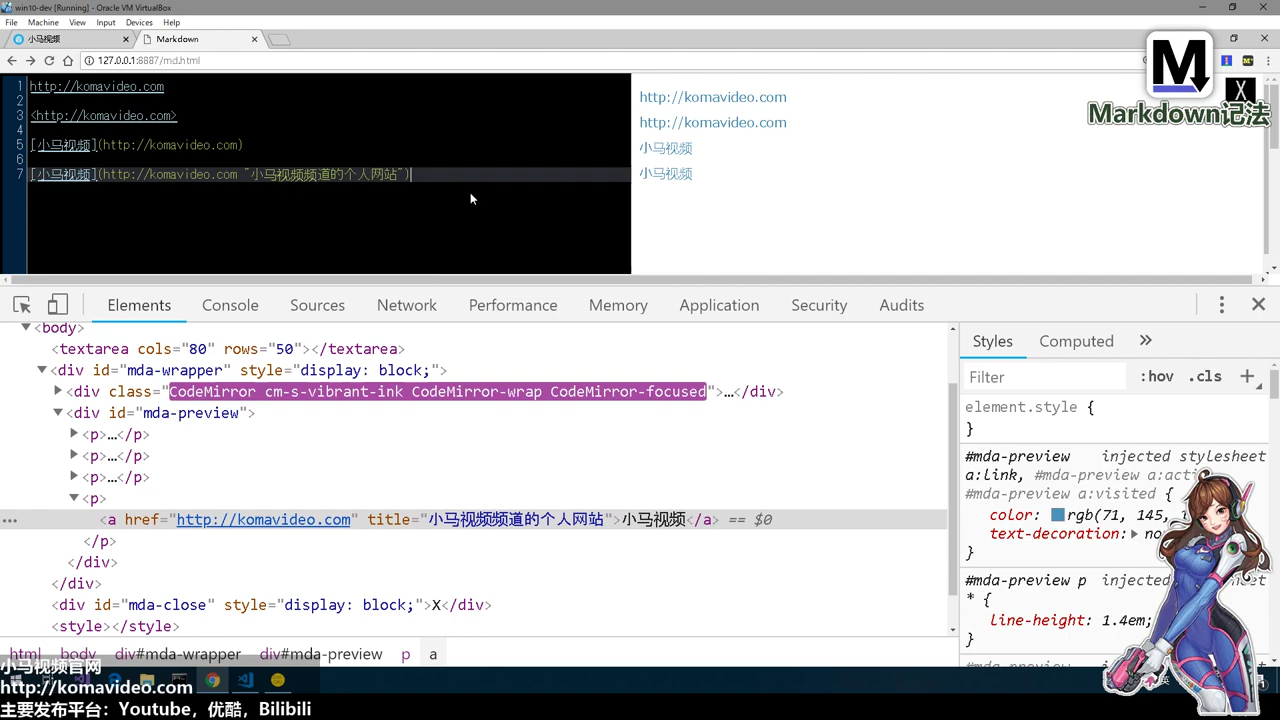 win10-dev [Running] - Oracle VM VirtualBox
File Machine View Input Devices Help
小马视频
Markdown
127.0.0.1:8887/md.html
M
X
Markdown记法
1 http://komavideo.com
2
3 <http://komavideo.com>
4
5 [小马视频](http://komavideo.com)
6
7 [小马视频](http://komavideo.com "小马视频频道的个人网站")
http://komavideo.com
http://komavideo.com
小马视频
小马视频
Elements Console Sources Network Performance Memory Application Security Audits
<body>
<textarea cols="80" rows="50"></textarea>
<div id="mda-wrapper" style="display: block;">
<div class="CodeMirror cm-s-vibrant-ink CodeMirror-wrap CodeMirror-focused">…</div>
<div id="mda-preview">
<p>…</p>
<p>…</p>
<p>…</p>
<p>
<a href="http://komavideo.com" title="小马视频频道的个人网站">小马视频</a> == $0
</p>
</div>
</div>
<div id="mda-close" style="display: block;">X</div>
<style></style>
html body div#mda-wrapper div#mda-preview p a
Styles Computed »
Filter :hov .cls +
element.style {
}
#mda-preview injected stylesheet
a:link, #mda-preview a:acti
#mda-preview a:visited {
color: rgb(71, 145,
text-decoration: no
}
#mda-preview p injected
* {
line-height: 1.4em;
}
小马视频官网
http://komavideo.com
主要发布平台：Youtube，优酷，Bilibili